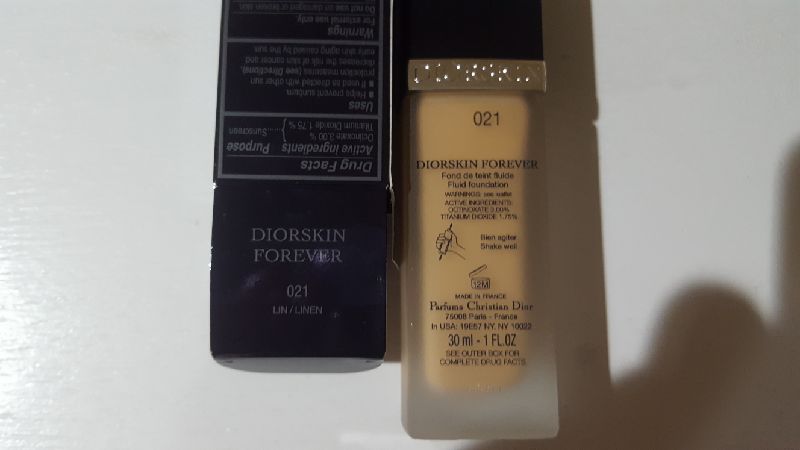 Drug Facts
Active ingredients Purpose
Octinoxate 3.00 %
Titanium Dioxide 1.75 % } ......Sunscreen
Uses
■ Helps prevent sunburn
■ If used as directed with other sun
protection measures (see Directions),
decreases the risk of skin cancer and
early skin aging caused by the sun
Warnings
For external use only.
Do not use on damaged or broken skin.
DIORSKIN
FOREVER
021
LIN / LINEN
DIORSKIN
021
DIORSKIN FOREVER
Fond de teint fluide
Fluid foundation
WARNINGS: see leaflet
ACTIVE INGREDIENTS:
OCTINOXATE 3.00%
TITANIUM DIOXIDE 1.75%
Bien agiter
Shake well
12M
MADE IN FRANCE
Parfums Christian Dior
75008 Paris - France
In USA: 19E57 NY. NY 10022
30 ml - 1 FL.OZ
SEE OUTER BOX FOR
COMPLETE DRUG FACTS